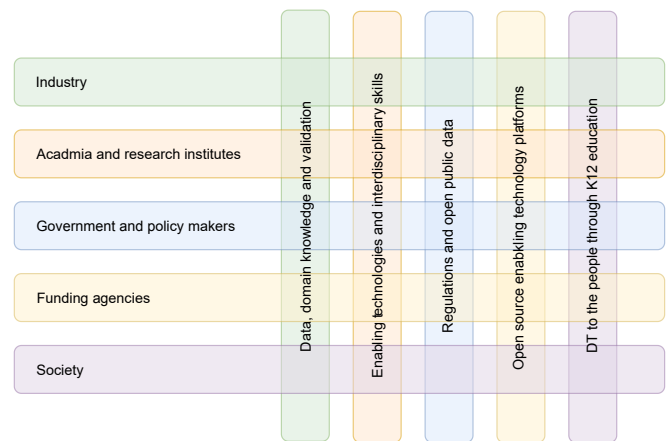 Industry
Acadmia and research institutes
Government and policy makers
Funding agencies
Society
Data, domain knowledge and validation
Enabling technologies and interdisciplinary skills
Regulations and open public data
Open source enabkling technology platforms
DT to the people through K12 education